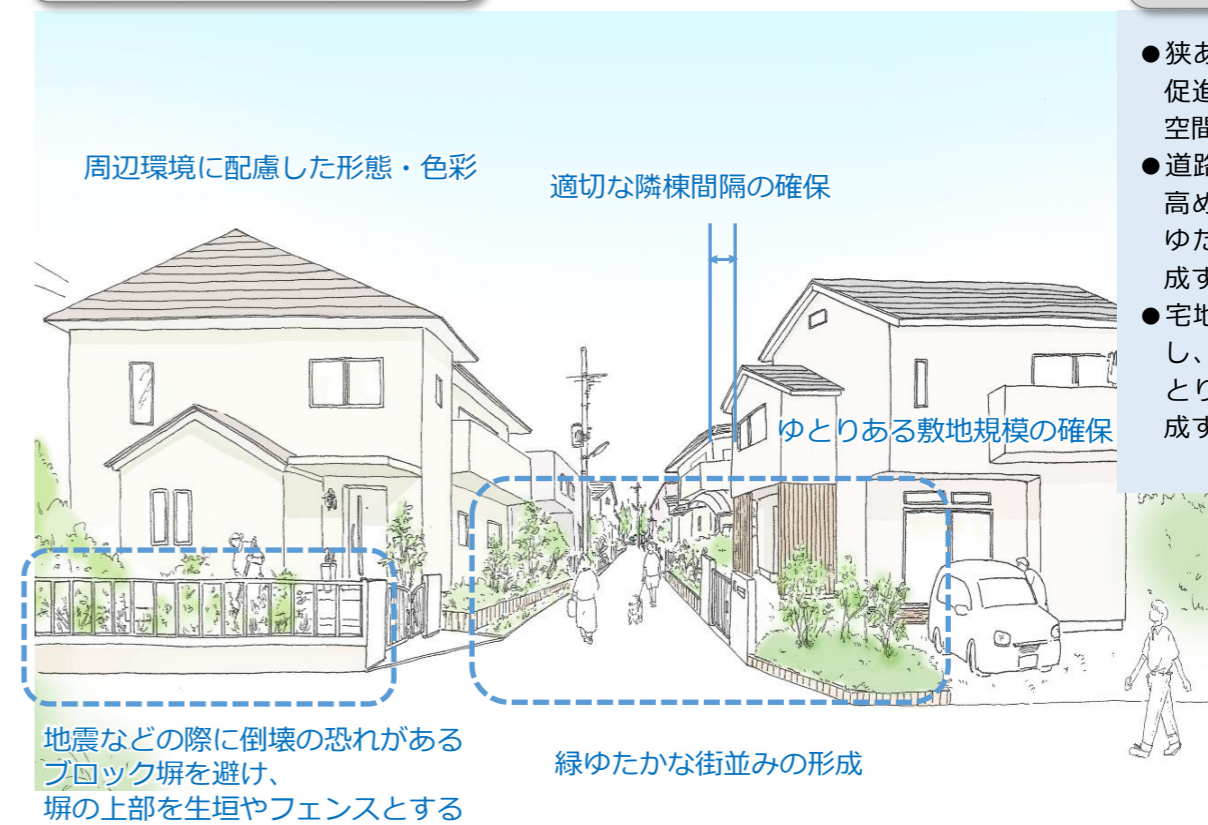 周辺環境に配慮した形態・色彩
適切な隣棟間隔の確保
ゆとりある敷地規模の確保
地震などの際に倒壊の恐れがある
ブロック塀を避け、
塀の上部を生垣やフェンスとする
緑ゆたかな街並みの形成
●狭あ
促進
空間
●道路
高め
ゆた
成す
●宅地
し、
とり
成す